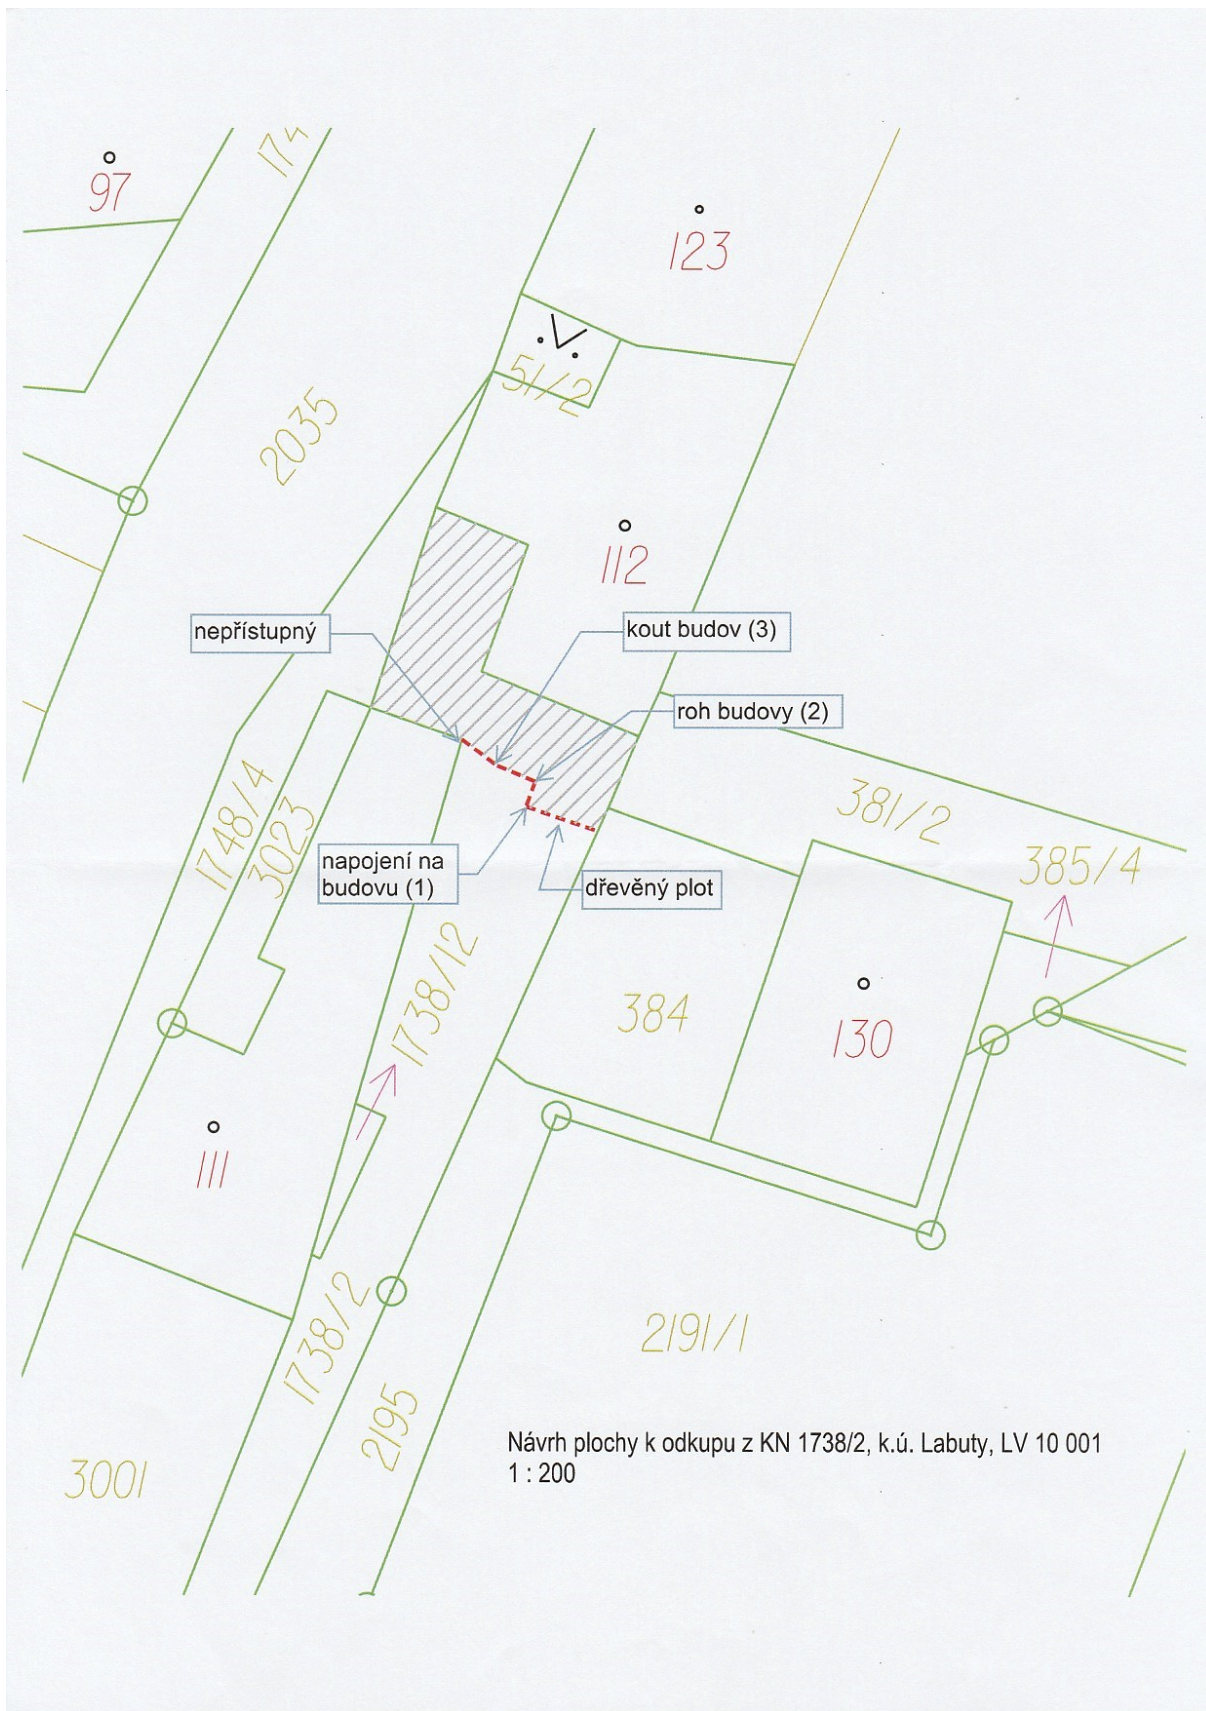 174
97
123
51/2
2035
112
nepřístupný
kout budov (3)
roh budovy (2)
381/2
1748/4
3023
385/4
napojení na
budovu (1)
dřevěný plot
1738/12
384
130
111
1738/2
2191/1
2195
3001
Návrh plochy k odkupu z KN 1738/2, k.ú. Labuty, LV 10 001
1 : 200